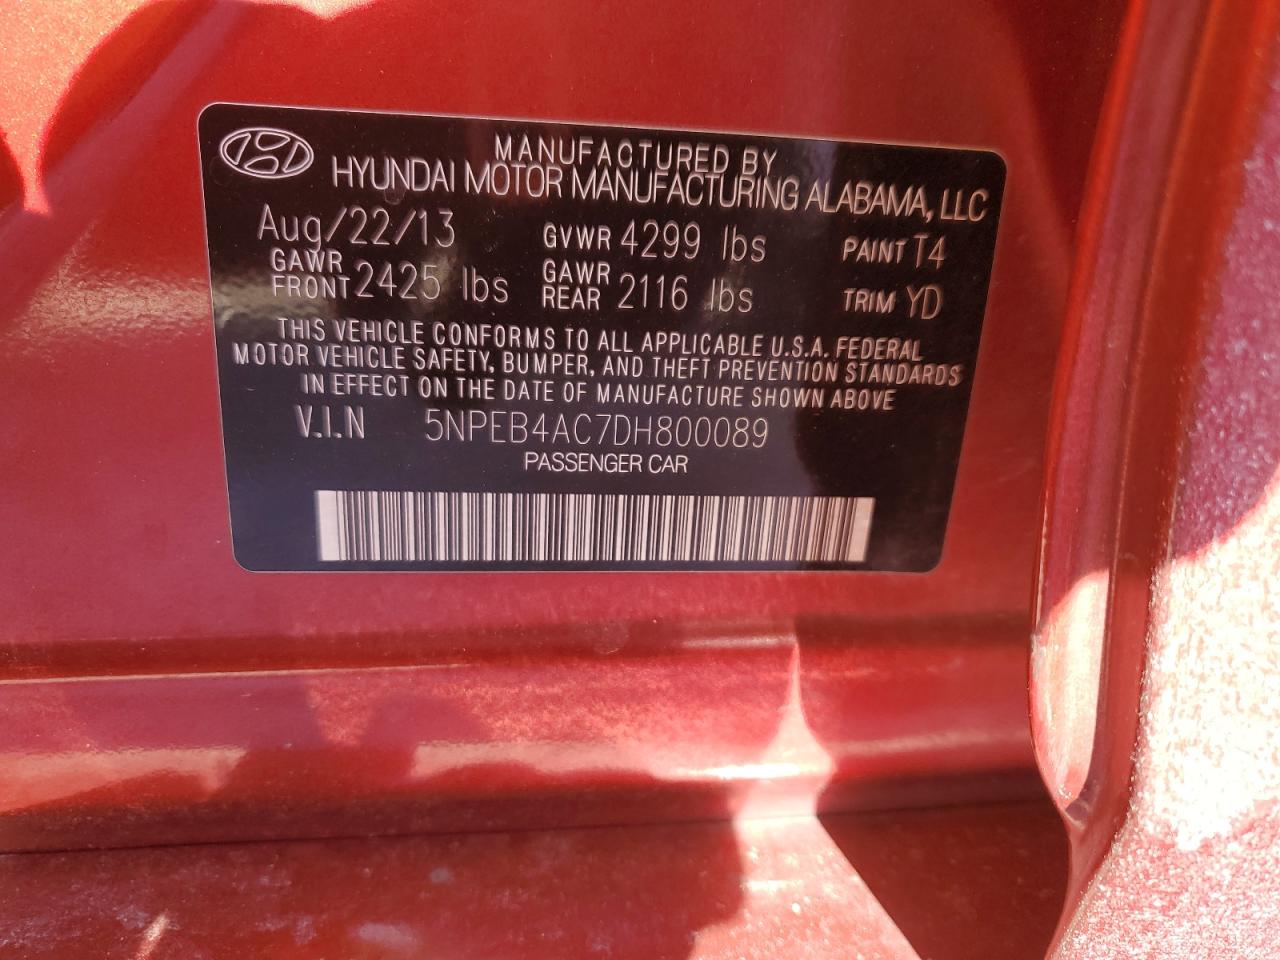 MANUFACTURED BY
HYUNDAI MOTOR MANUFACTURING ALABAMA, LLC
Aug/22/13 GVWR 4299 lbs PAINT T4
GAWR FRONT 2425 lbs GAWR REAR 2116 lbs TRIM YD
THIS VEHICLE CONFORMS TO ALL APPLICABLE U.S.A. FEDERAL
MOTOR VEHICLE SAFETY, BUMPER, AND THEFT PREVENTION STANDARDS
IN EFFECT ON THE DATE OF MANUFACTURE SHOWN ABOVE
V.I.N 5NPEB4AC7DH800089
PASSENGER CAR